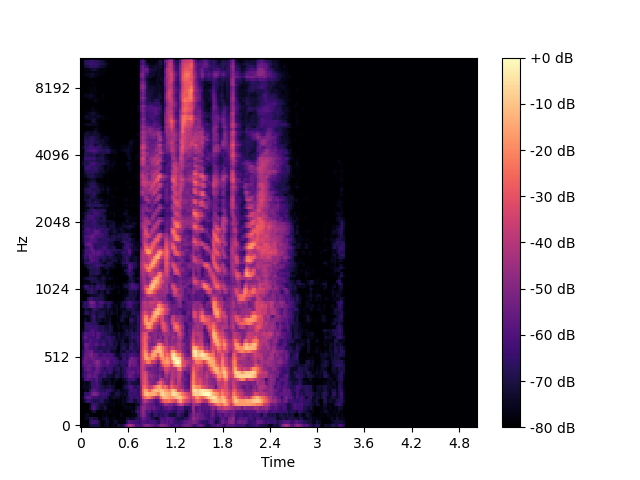 8192
4096
2048
1024
512
0
Hz
0 0.6 1.2 1.8 2.4 3 3.6 4.2 4.8
Time
+0 dB
-10 dB
-20 dB
-30 dB
-40 dB
-50 dB
-60 dB
-70 dB
-80 dB